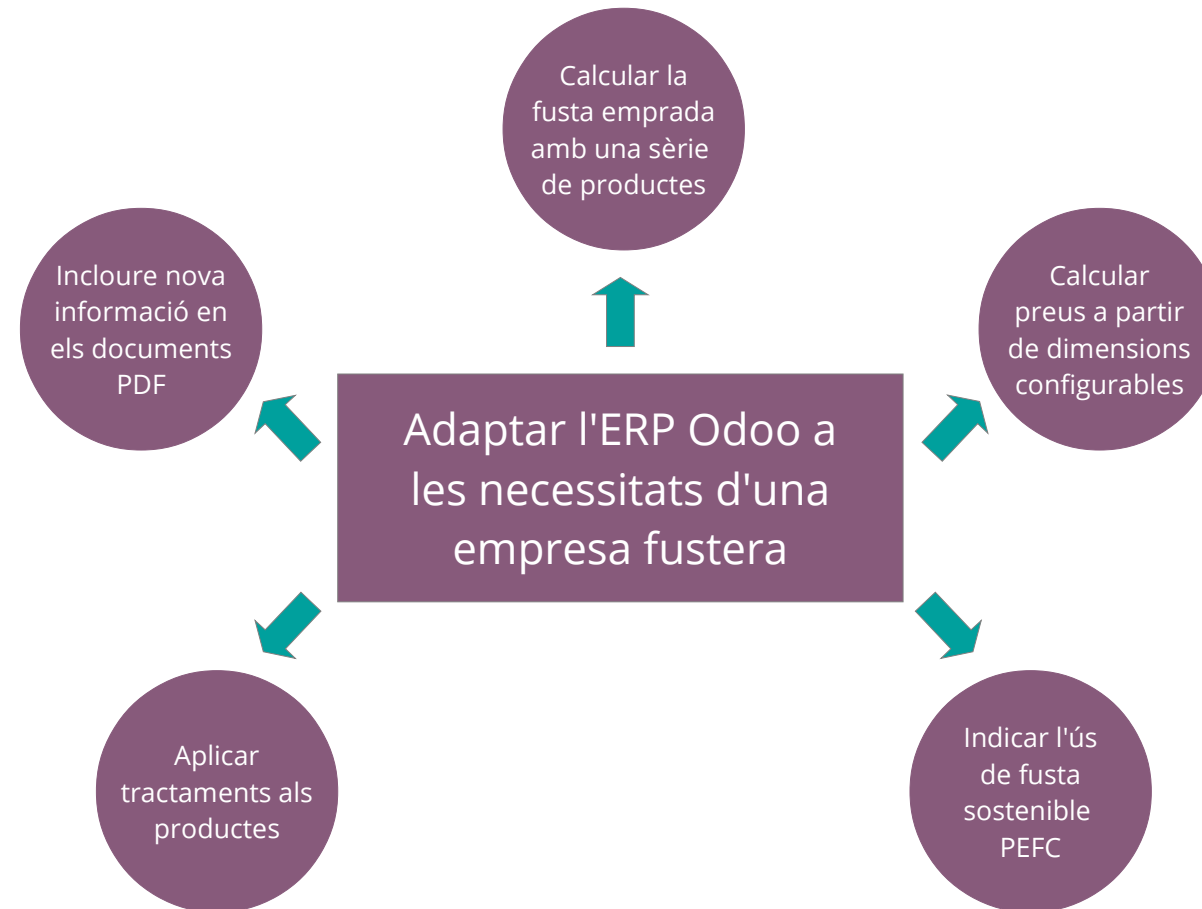 Calcular la
fusta emprada
amb una sèrie
de productes
Incloure nova
informació en
els documents
PDF
Calcular
preus a partir
de dimensions
configurables
Adaptar l'ERP Odoo a
les necessitats d'una
empresa fustera
Aplicar
tractaments als
productes
Indicar l'ús
de fusta
sostenible
PEFC